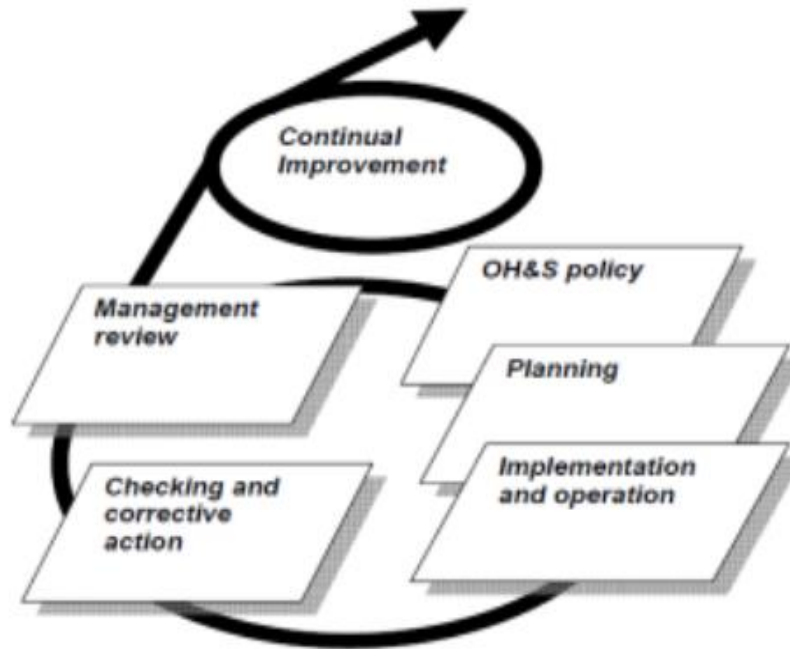 Continual
Improvement
OH&S policy
Management
review
Planning
Implementation
and operation
Checking and
corrective
action